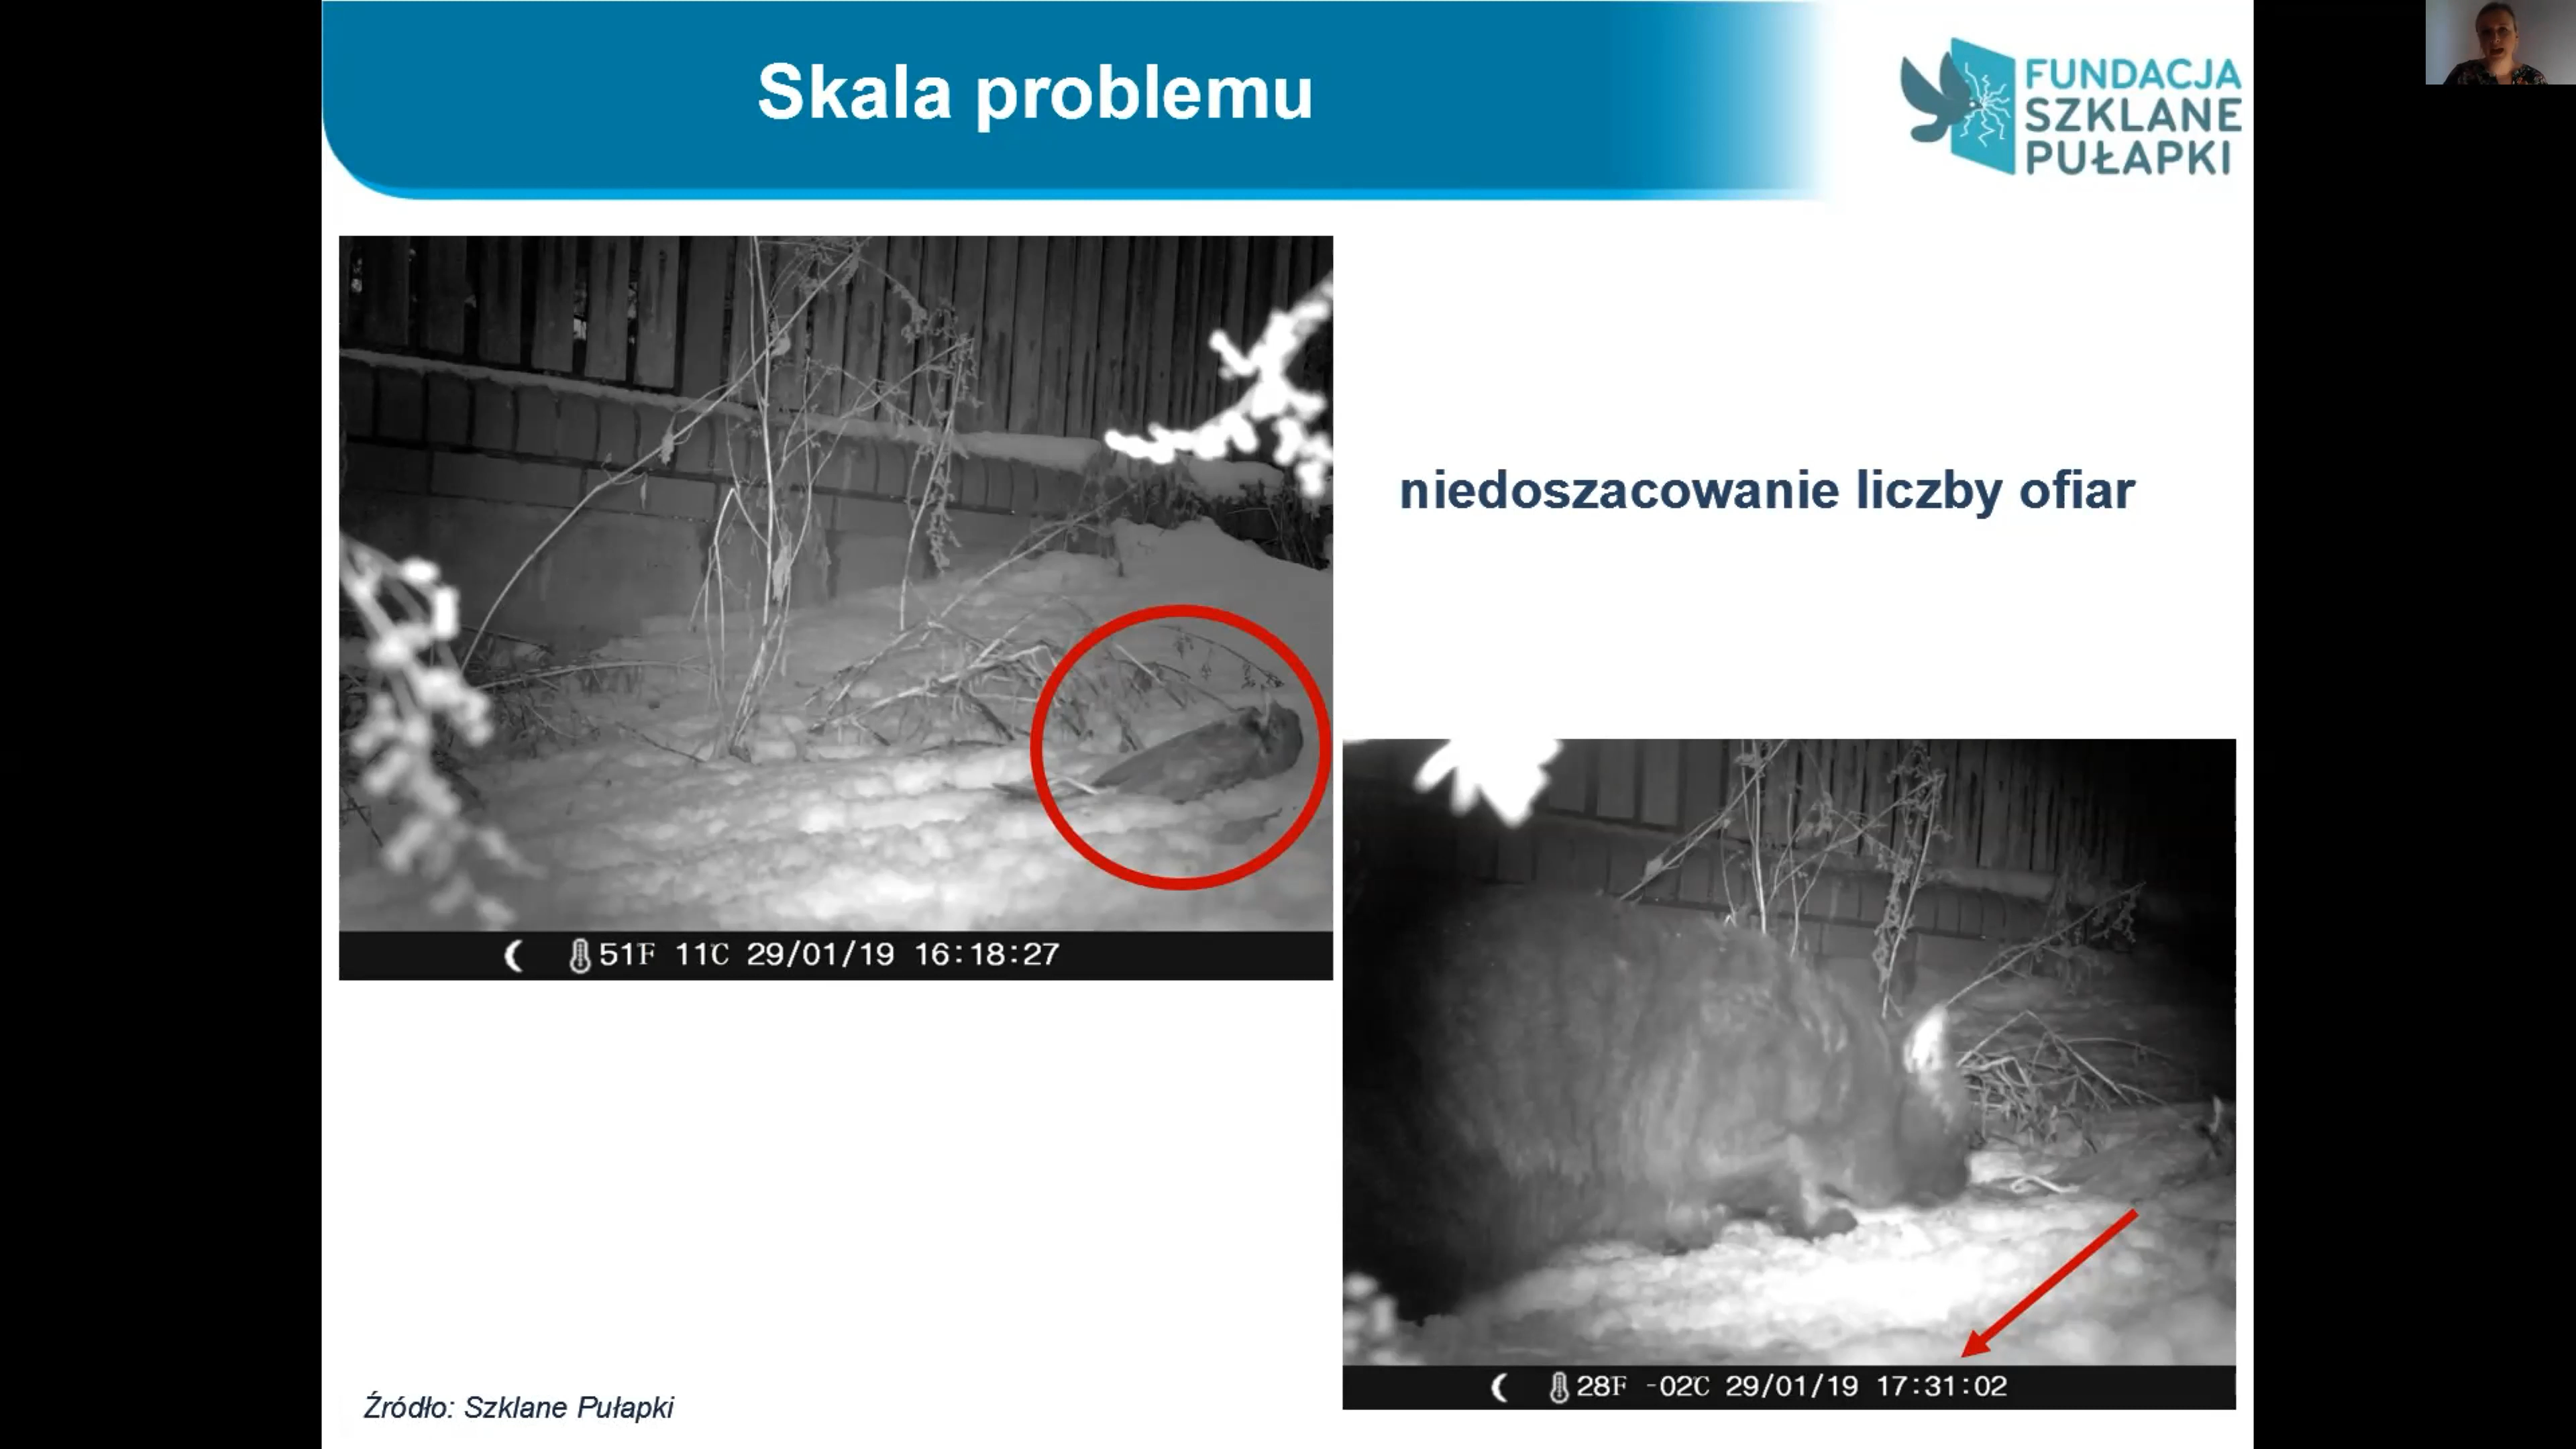 Skala problemu
FUNDACJA
SZKLANE
PUŁAPKI
niedoszacowanie liczby ofiar
51F 11C 29/01/19 16:18:27
28F -02C 29/01/19 17:31:02
Źródło: Szklane Pułapki